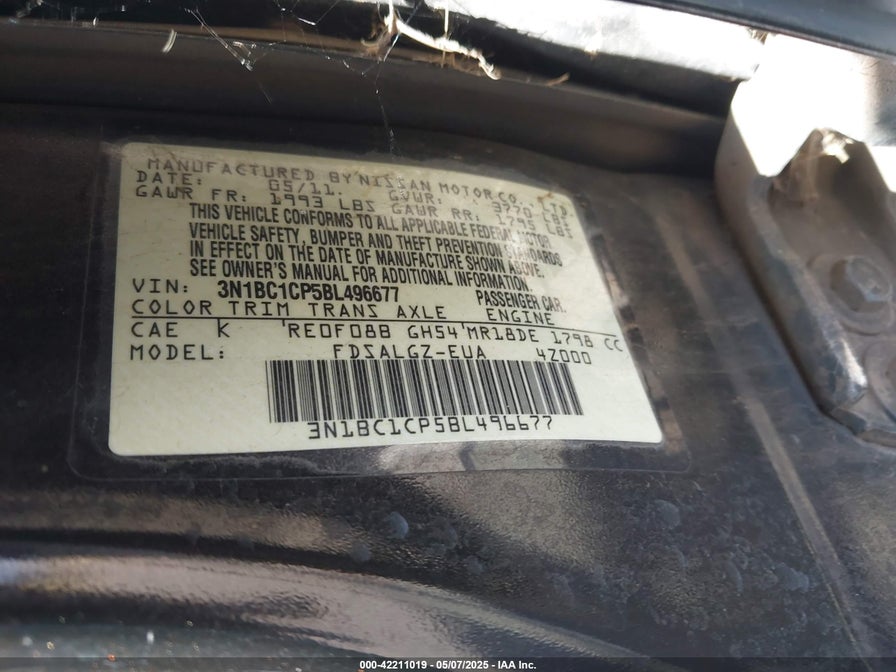 MANUFACTURED BY NISSAN MOTOR CO., LTD.
DATE: 05/11. GVWR: 3770 LBS
GAWR FR: 1993 LBS GAWR RR: 1795 LBS
THIS VEHICLE CONFORMS TO ALL APPLICABLE FEDERAL MOTOR
VEHICLE SAFETY, BUMPER AND THEFT PREVENTION STANDARDS
IN EFFECT ON THE DATE OF MANUFACTURE SHOWN ABOVE.
SEE OWNER'S MANUAL FOR ADDITIONAL INFORMATION.
VIN: 3N1BC1CP5BL496677 PASSENGER CAR.
COLOR TRIM TRANS AXLE ENGINE
CAE K 'RE0F08B GH54'MR18DE 1798 CC
MODEL: FDSALGZ-EUA 4Z000
3N1BC1CP5BL496677
000-42211019 - 05/07/2025 - IAA Inc.